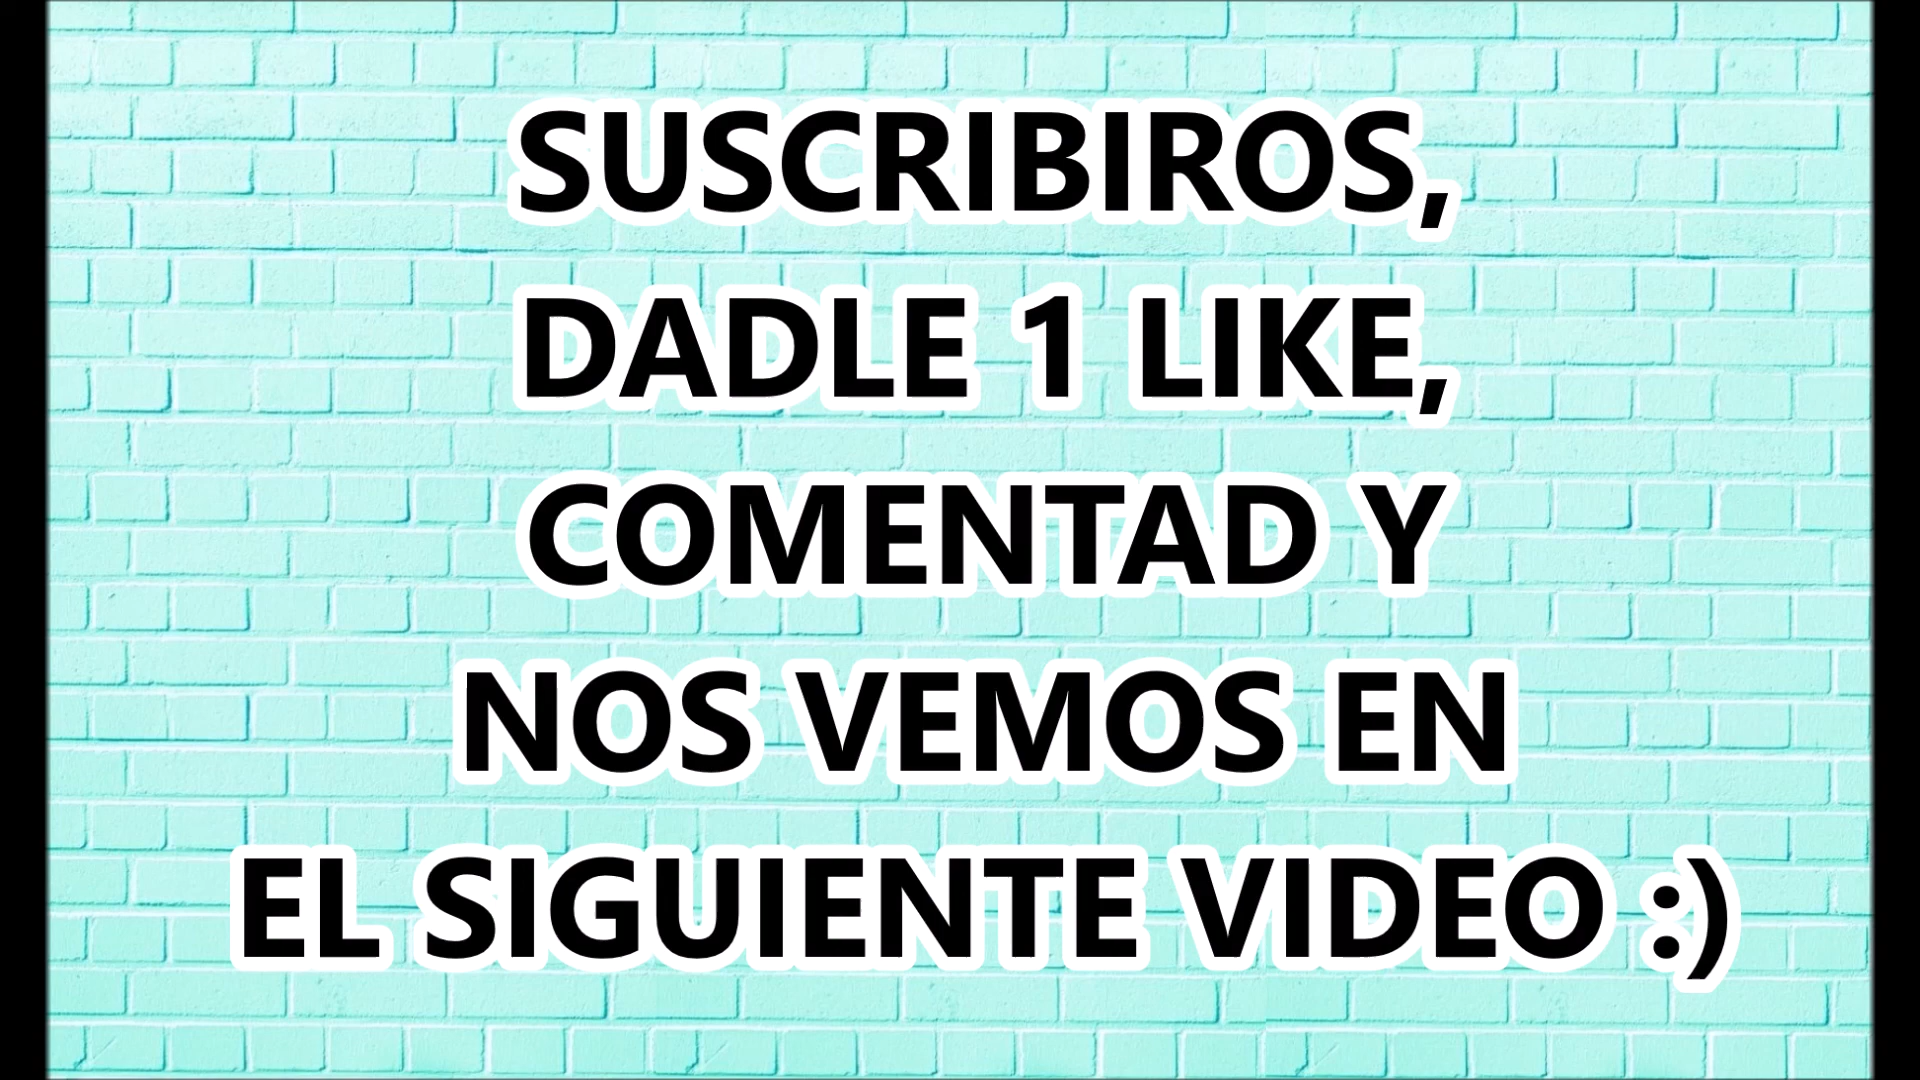 SUSCRIBIROS,
DADLE 1 LIKE,
COMENTAD Y
NOS VEMOS EN
EL SIGUIENTE VIDEO :)